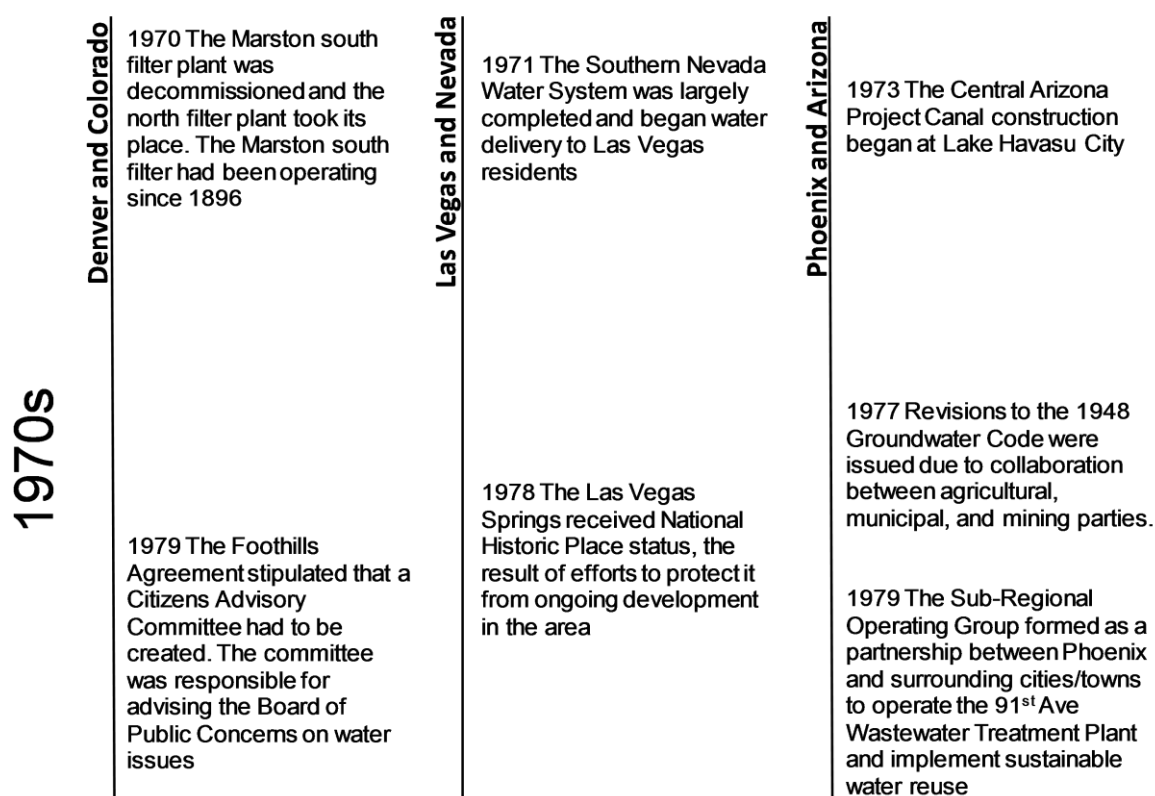 1970s
Denver and Colorado
1970 The Marston south
filter plant was
decommissioned and the
north filter plant took its
place. The Marston south
filter had been operating
since 1896
1979 The Foothills
Agreement stipulated that a
Citizens Advisory
Committee had to be
created. The committee
was responsible for
advising the Board of
Public Concerns on water
issues
Las Vegas and Nevada
1971 The Southern Nevada
Water System was largely
completed and began water
delivery to Las Vegas
residents
1978 The Las Vegas
Springs received National
Historic Place status, the
result of efforts to protect it
from ongoing development
in the area
Phoenix and Arizona
1973 The Central Arizona
Project Canal construction
began at Lake Havasu City
1977 Revisions to the 1948
Groundwater Code were
issued due to collaboration
between agricultural,
municipal, and mining parties.
1979 The Sub-Regional
Operating Group formed as a
partnership between Phoenix
and surrounding cities/towns
to operate the 91st Ave
Wastewater Treatment Plant
and implement sustainable
water reuse